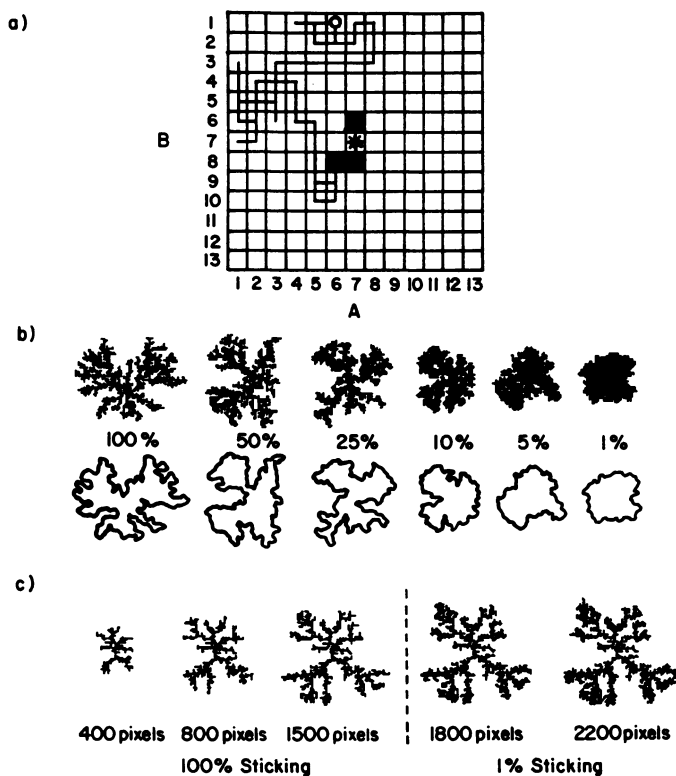 a)
1
2
3
4
5
B 6
7
8
9
10
11
12
13
1 2 3 4 5 6 7 8 9 10 11 12 13
A
b)
100% 50% 25% 10% 5% 1%
c)
400 pixels 800 pixels 1500 pixels 1800 pixels 2200 pixels
100% Sticking 1% Sticking